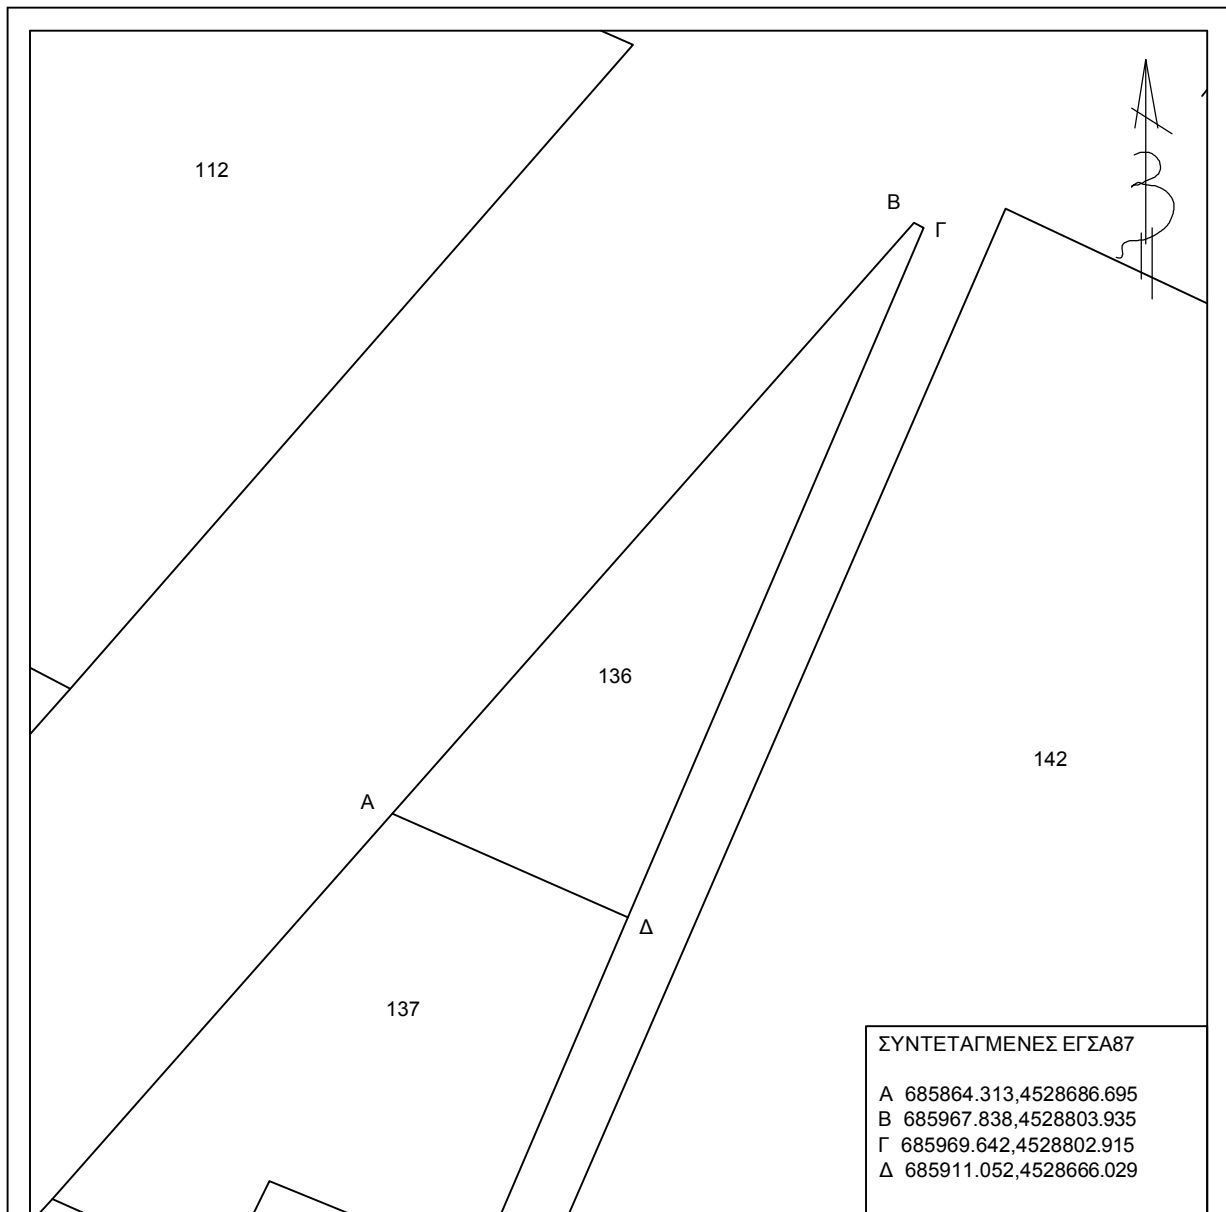 112
Β
Γ
136
142
Α
Δ
137
ΣΥΝΤΕΤΑΓΜΕΝΕΣ ΕΓΣΑ87
Α 685864.313,4528686.695
Β 685967.838,4528803.935
Γ 685969.642,4528802.915
Δ 685911.052,4528666.029